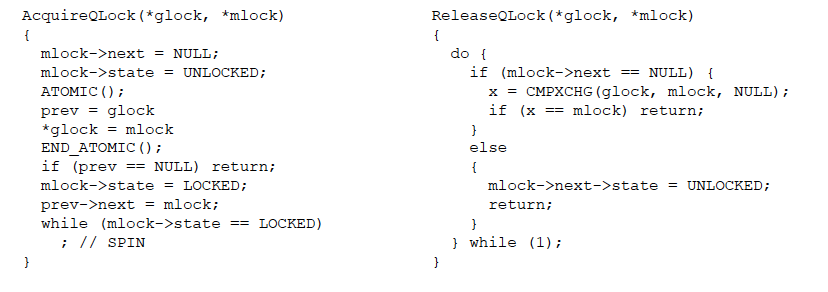 AcquireQLock(*glock, *mlock)
{
  mlock->next = NULL;
  mlock->state = UNLOCKED;
  ATOMIC();
  prev = glock
  *glock = mlock
  END_ATOMIC();
  if (prev == NULL) return;
  mlock->state = LOCKED;
  prev->next = mlock;
  while (mlock->state == LOCKED)
    ; // SPIN
}
ReleaseQLock(*glock, *mlock)
{
  do {
    if (mlock->next == NULL) {
      x = CMPXCHG(glock, mlock, NULL);
      if (x == mlock) return;
    }
    else
    {
      mlock->next->state = UNLOCKED;
      return;
    }
  } while (1);
}